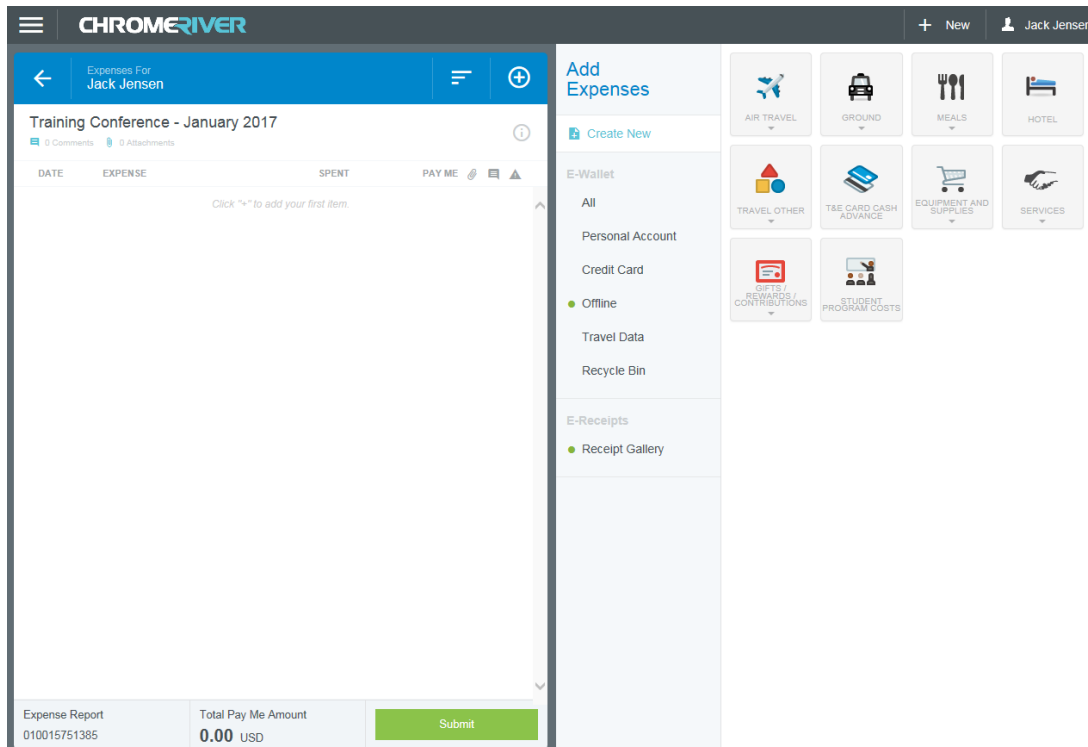 CHROMERIVER
New
Jack Jensen
Expenses For
Jack Jensen
Training Conference - January 2017
0 Comments 0 Attachments
DATE EXPENSE SPENT PAY ME
Click "+" to add your first item.
Expense Report
010015751385
Total Pay Me Amount
0.00 USD
Submit
Add
Expenses
Create New
E-Wallet
All
Personal Account
Credit Card
Offline
Travel Data
Recycle Bin
E-Receipts
Receipt Gallery
AIR TRAVEL
GROUND
MEALS
HOTEL
TRAVEL OTHER
T&E CARD CASH
ADVANCE
EQUIPMENT AND
SUPPLIES
SERVICES
GIFTS /
REWARDS /
CONTRIBUTIONS
STUDENT
PROGRAM COSTS